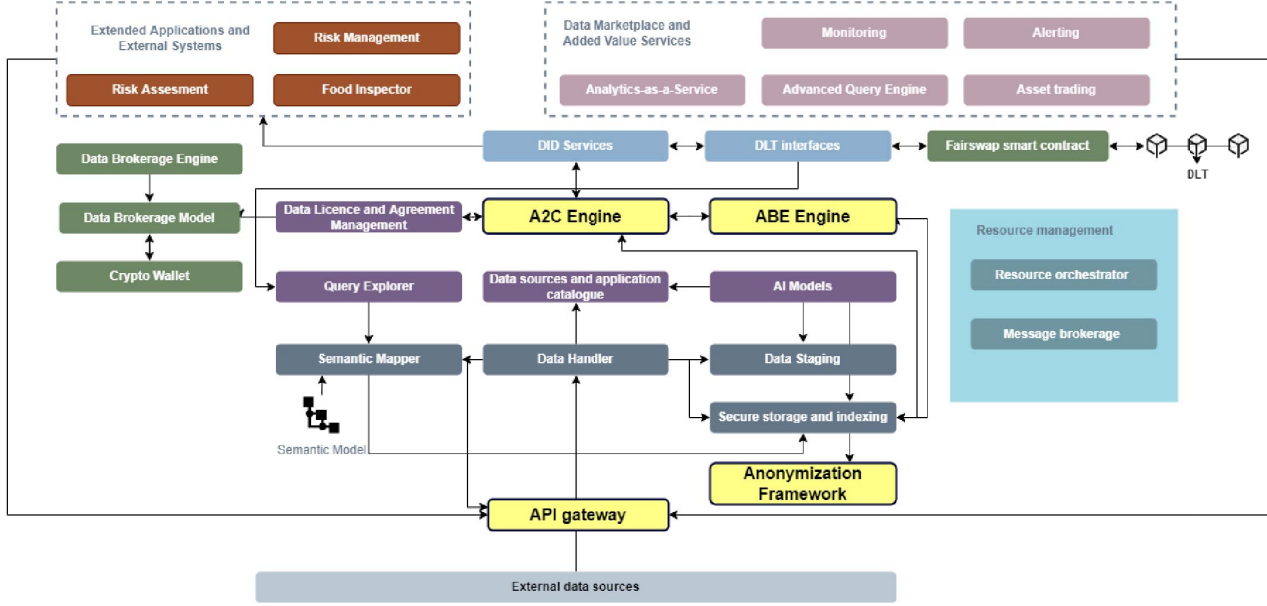 Extended Applications and
External Systems
Risk Management
Risk Assesment
Food Inspector
Data Marketplace and
Added Value Services
Monitoring
Alerting
Analytics-as-a-Service
Advanced Query Engine
Asset trading
Data Brokerage Engine
DID Services
DLT interfaces
Fairswap smart contract
DLT
Data Brokerage Model
Data Licence and Agreement
Management
A2C Engine
ABE Engine
Resource management
Crypto Wallet
Query Explorer
Data sources and application
catalogue
AI Models
Resource orchestrator
Message brokerage
Semantic Mapper
Data Handler
Data Staging
Secure storage and indexing
Semantic Model
Anonymization
Framework
API gateway
External data sources